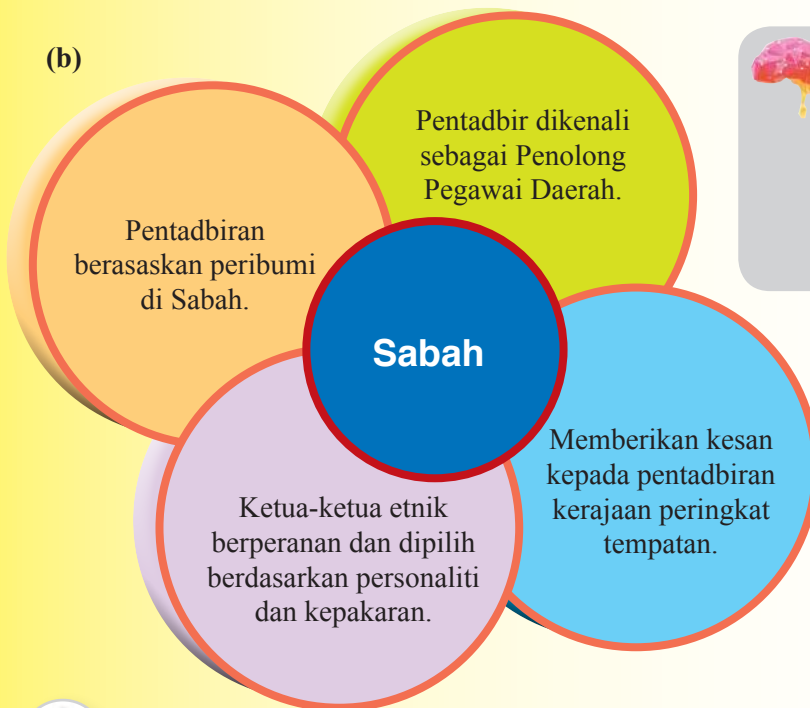 (b)
Pentadbir dikenali
sebagai Penolong
Pegawai Daerah.
Pentadbiran
berasaskan peribumi
di Sabah.
Sabah
Memberikan kesan
kepada pentadbiran
kerajaan peringkat
tempatan.
Ketua-ketua etnik
berperanan dan dipilih
berdasarkan personaliti
dan kepakaran.